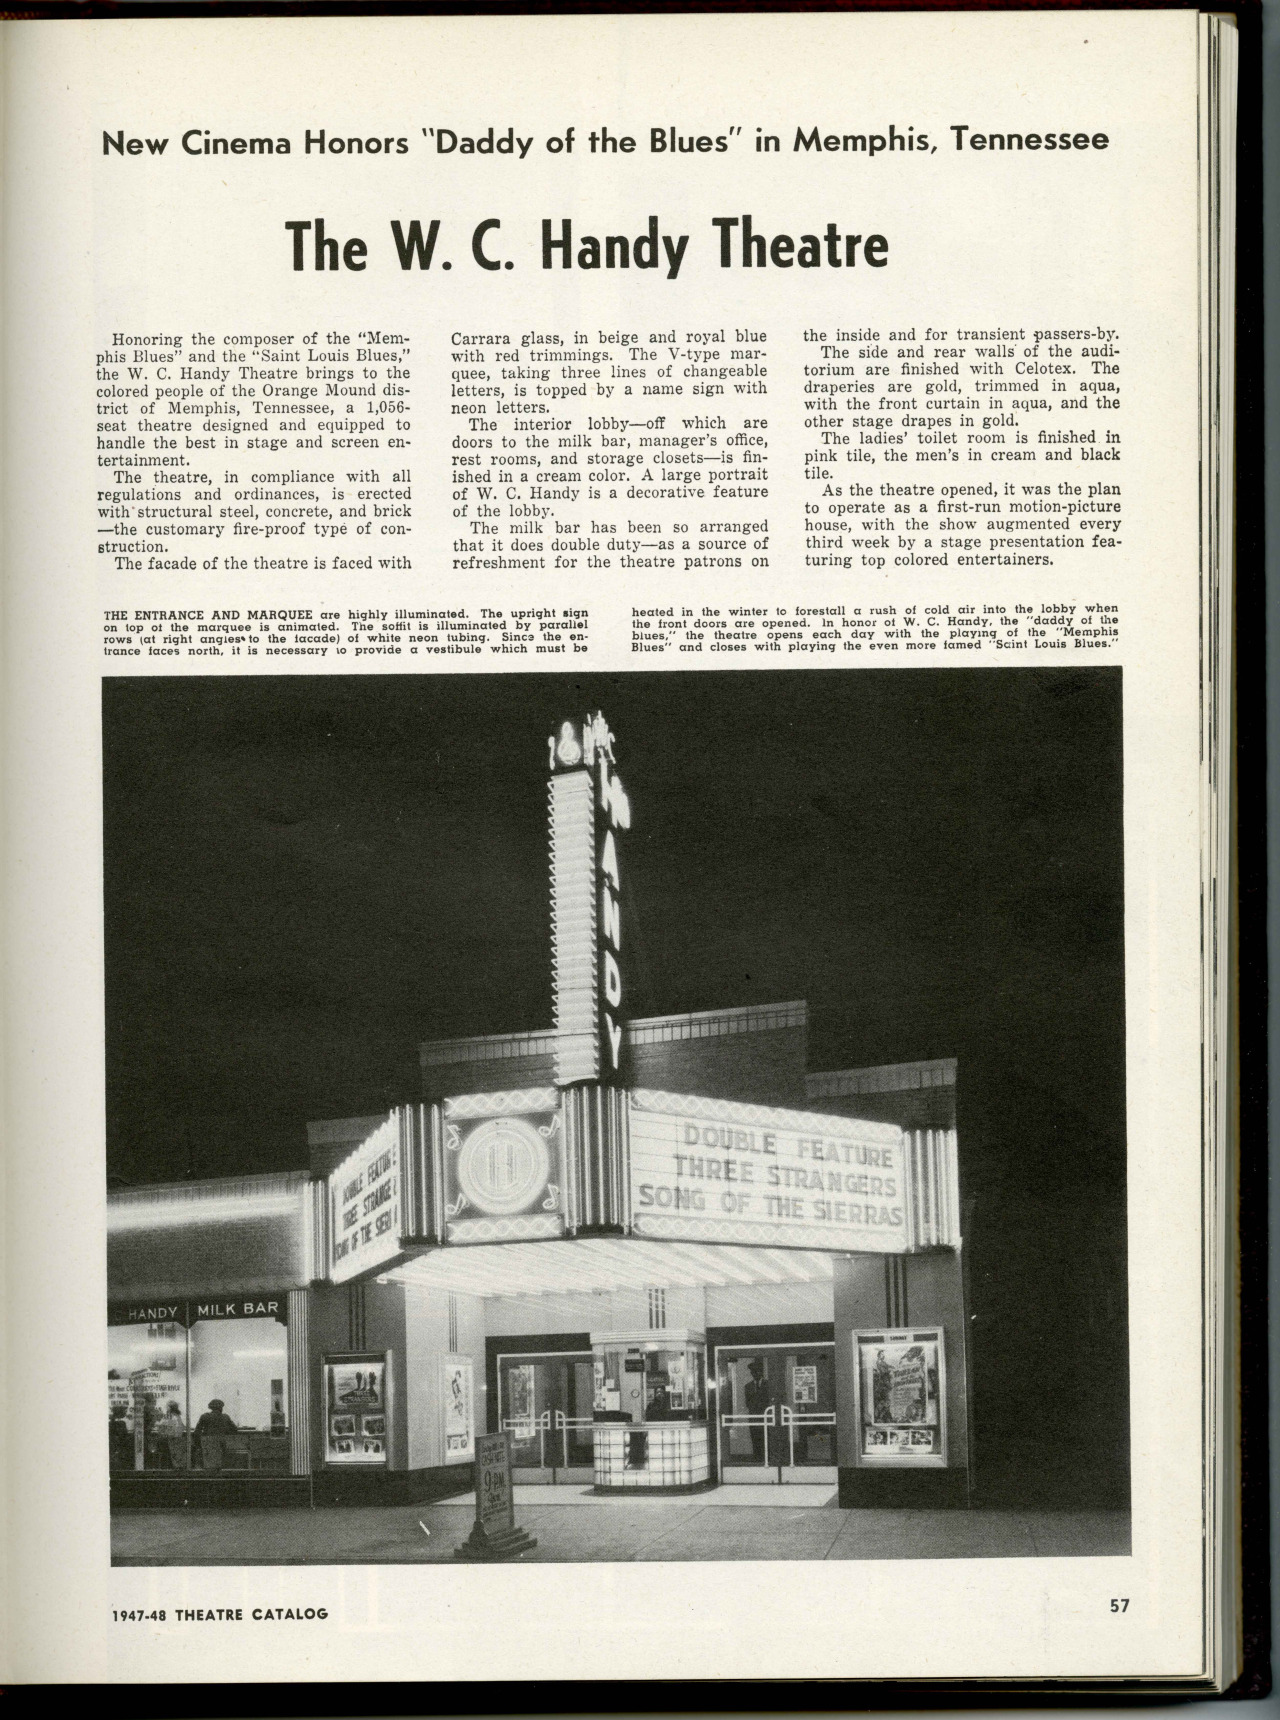 New Cinema Honors "Daddy of the Blues" in Memphis, Tennessee
The W. C. Handy Theatre
Honoring the composer of the "Mem-
phis Blues" and the "Saint Louis Blues,"
the W. C. Handy Theatre brings to the
colored people of the Orange Mound dis-
trict of Memphis, Tennessee, a 1,056-
seat theatre designed and equipped to
handle the best in stage and screen en-
tertainment.
The theatre, in compliance with all
regulations and ordinances, is erected
with structural steel, concrete, and brick
—the customary fire-proof type of con-
struction.
The facade of the theatre is faced with
Carrara glass, in beige and royal blue
with red trimmings. The V-type mar-
quee, taking three lines of changeable
letters, is topped by a name sign with
neon letters.
The interior lobby—off which are
doors to the milk bar, manager's office,
rest rooms, and storage closets—is fin-
ished in a cream color. A large portrait
of W. C. Handy is a decorative feature
of the lobby.
The milk bar has been so arranged
that it does double duty—as a source of
refreshment for the theatre patrons on
the inside and for transient passers-by.
The side and rear walls of the audi-
torium are finished with Celotex. The
draperies are gold, trimmed in aqua,
with the front curtain in aqua, and the
other stage drapes in gold.
The ladies' toilet room is finished in
pink tile, the men's in cream and black
tile.
As the theatre opened, it was the plan
to operate as a first-run motion-picture
house, with the show augmented every
third week by a stage presentation fea-
turing top colored entertainers.
THE ENTRANCE AND MARQUEE are highly illuminated. The upright sign
on top of the marquee is animated. The soffit is illuminated by parallel
rows (at right angles to the facade) of white neon tubing. Since the en-
trance faces north, it is necessary to provide a vestibule which must be
heated in the winter to forestall a rush of cold air into the lobby when
the front doors are opened. In honor of W. C. Handy, the "daddy of the
blues," the theatre opens each day with the playing of the "Memphis
Blues" and closes with playing the even more famed "Saint Louis Blues."
HANDY
H
DOUBLE FEATURE
THREE STRANGERS
SONG OF THE SIERRAS
DOUBLE FEATURE
THREE STRANGE
SONG OF THE SIER
HANDY MILK BAR
9 PM
1947-48 THEATRE CATALOG
57